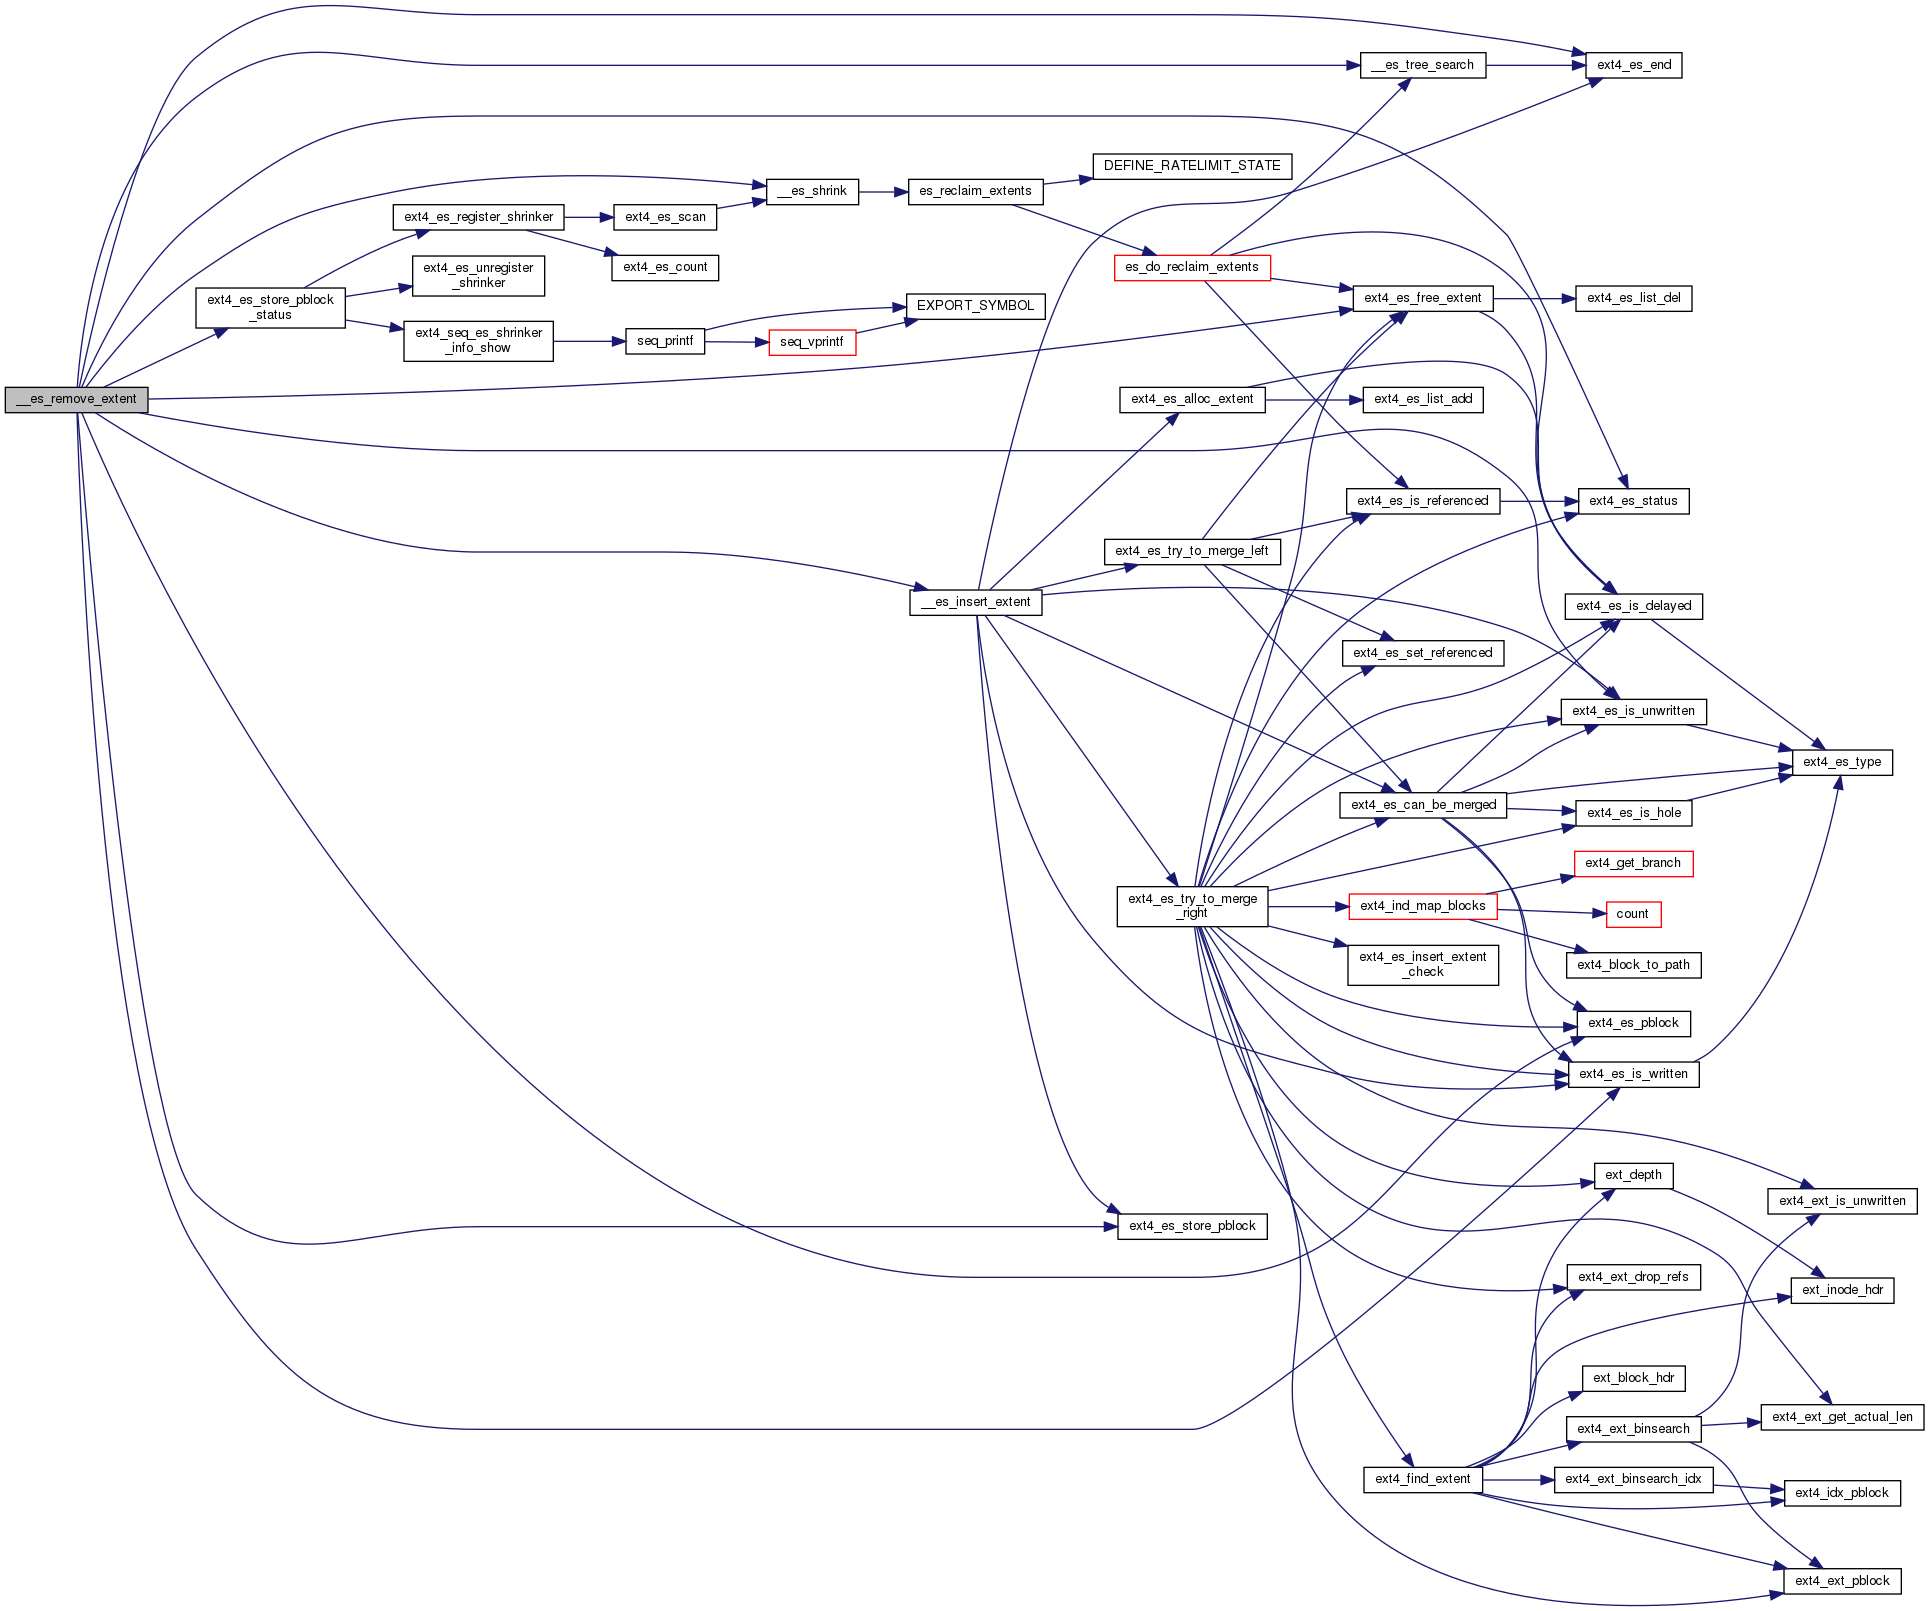 __es_remove_extent
ext4_es_store_pblock
_status
ext4_es_register_shrinker
ext4_es_unregister
_shrinker
ext4_seq_es_shrinker
_info_show
ext4_es_scan
ext4_es_count
seq_printf
__es_shrink
seq_vprintf
es_reclaim_extents
EXPORT_SYMBOL
DEFINE_RATELIMIT_STATE
es_do_reclaim_extents
__es_insert_extent
ext4_es_alloc_extent
ext4_es_try_to_merge_left
ext4_es_try_to_merge
_right
ext4_es_store_pblock
__es_tree_search
ext4_es_free_extent
ext4_es_list_add
ext4_es_is_referenced
ext4_es_set_referenced
ext4_es_can_be_merged
ext4_ind_map_blocks
ext4_es_insert_extent
_check
ext4_find_extent
ext4_es_end
ext4_es_list_del
ext4_es_status
ext4_es_is_delayed
ext4_es_is_unwritten
ext4_es_is_hole
ext4_get_branch
count
ext4_block_to_path
ext4_es_pblock
ext4_es_is_written
ext_depth
ext4_ext_drop_refs
ext_block_hdr
ext4_ext_binsearch
ext4_ext_binsearch_idx
ext4_es_type
ext4_ext_is_unwritten
ext_inode_hdr
ext4_ext_get_actual_len
ext4_idx_pblock
ext4_ext_pblock